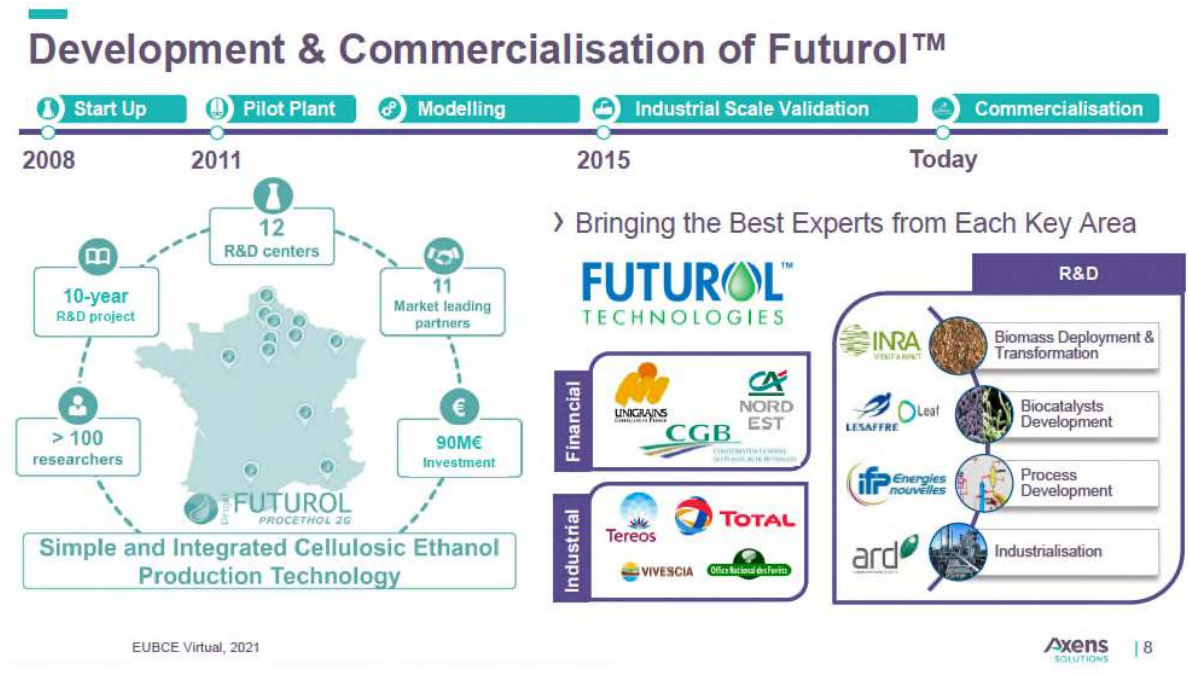 Development & Commercialisation of Futurol™
Start Up
Pilot Plant
Modelling
Industrial Scale Validation
Commercialisation
2008
2011
2015
Today
12
R&D centers
10-year
R&D project
11
Market leading
partners
> 100
researchers
90M€
Investment
Projet
FUTUROL
PROCETHOL 2G
Simple and Integrated Cellulosic Ethanol
Production Technology
› Bringing the Best Experts from Each Key Area
FUTUROL™
TECHNOLOGIES
Financial
UNIGRAINS
CA
NORD
EST
CGB
Industrial
Tereos
TOTAL
VIVESCIA
Office National des Forêts
R&D
INRA
SCIENCE & IMPACT
Biomass Deployment &
Transformation
LESAFFRE
Leaf
Biocatalysts
Development
ifp Energies
nouvelles
Process
Development
ard
Industrialisation
EUBCE Virtual, 2021
Axens
SOLUTIONS
| 8